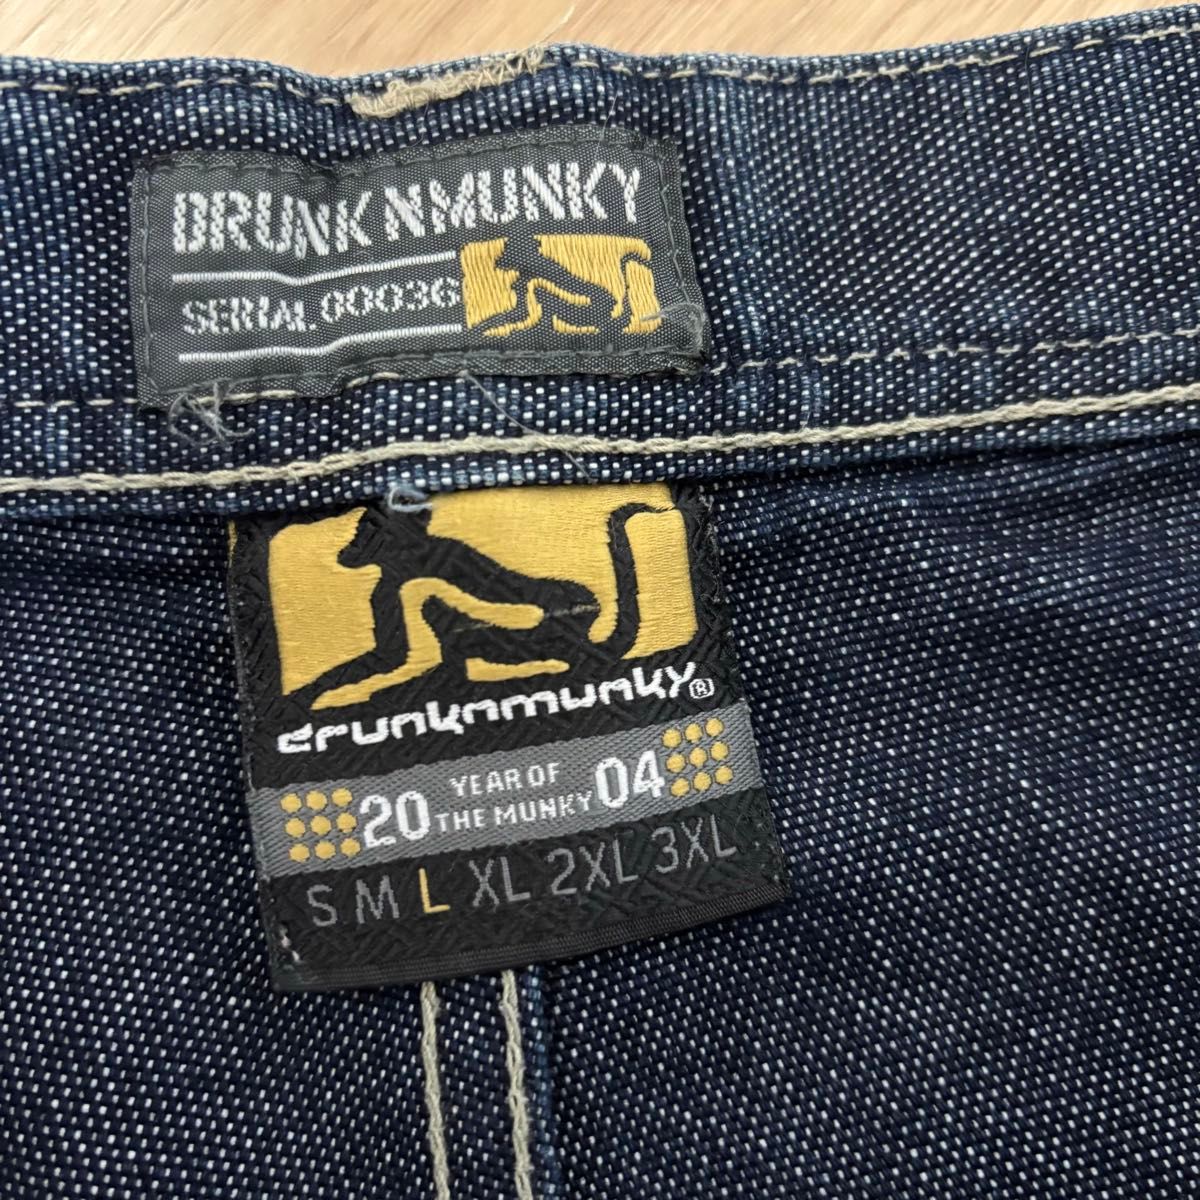 DRUNKNMUNKY
SERIAL 00036
drunknmunky®
20 YEAR OF THE MUNKY 04
S M L XL 2XL 3XL